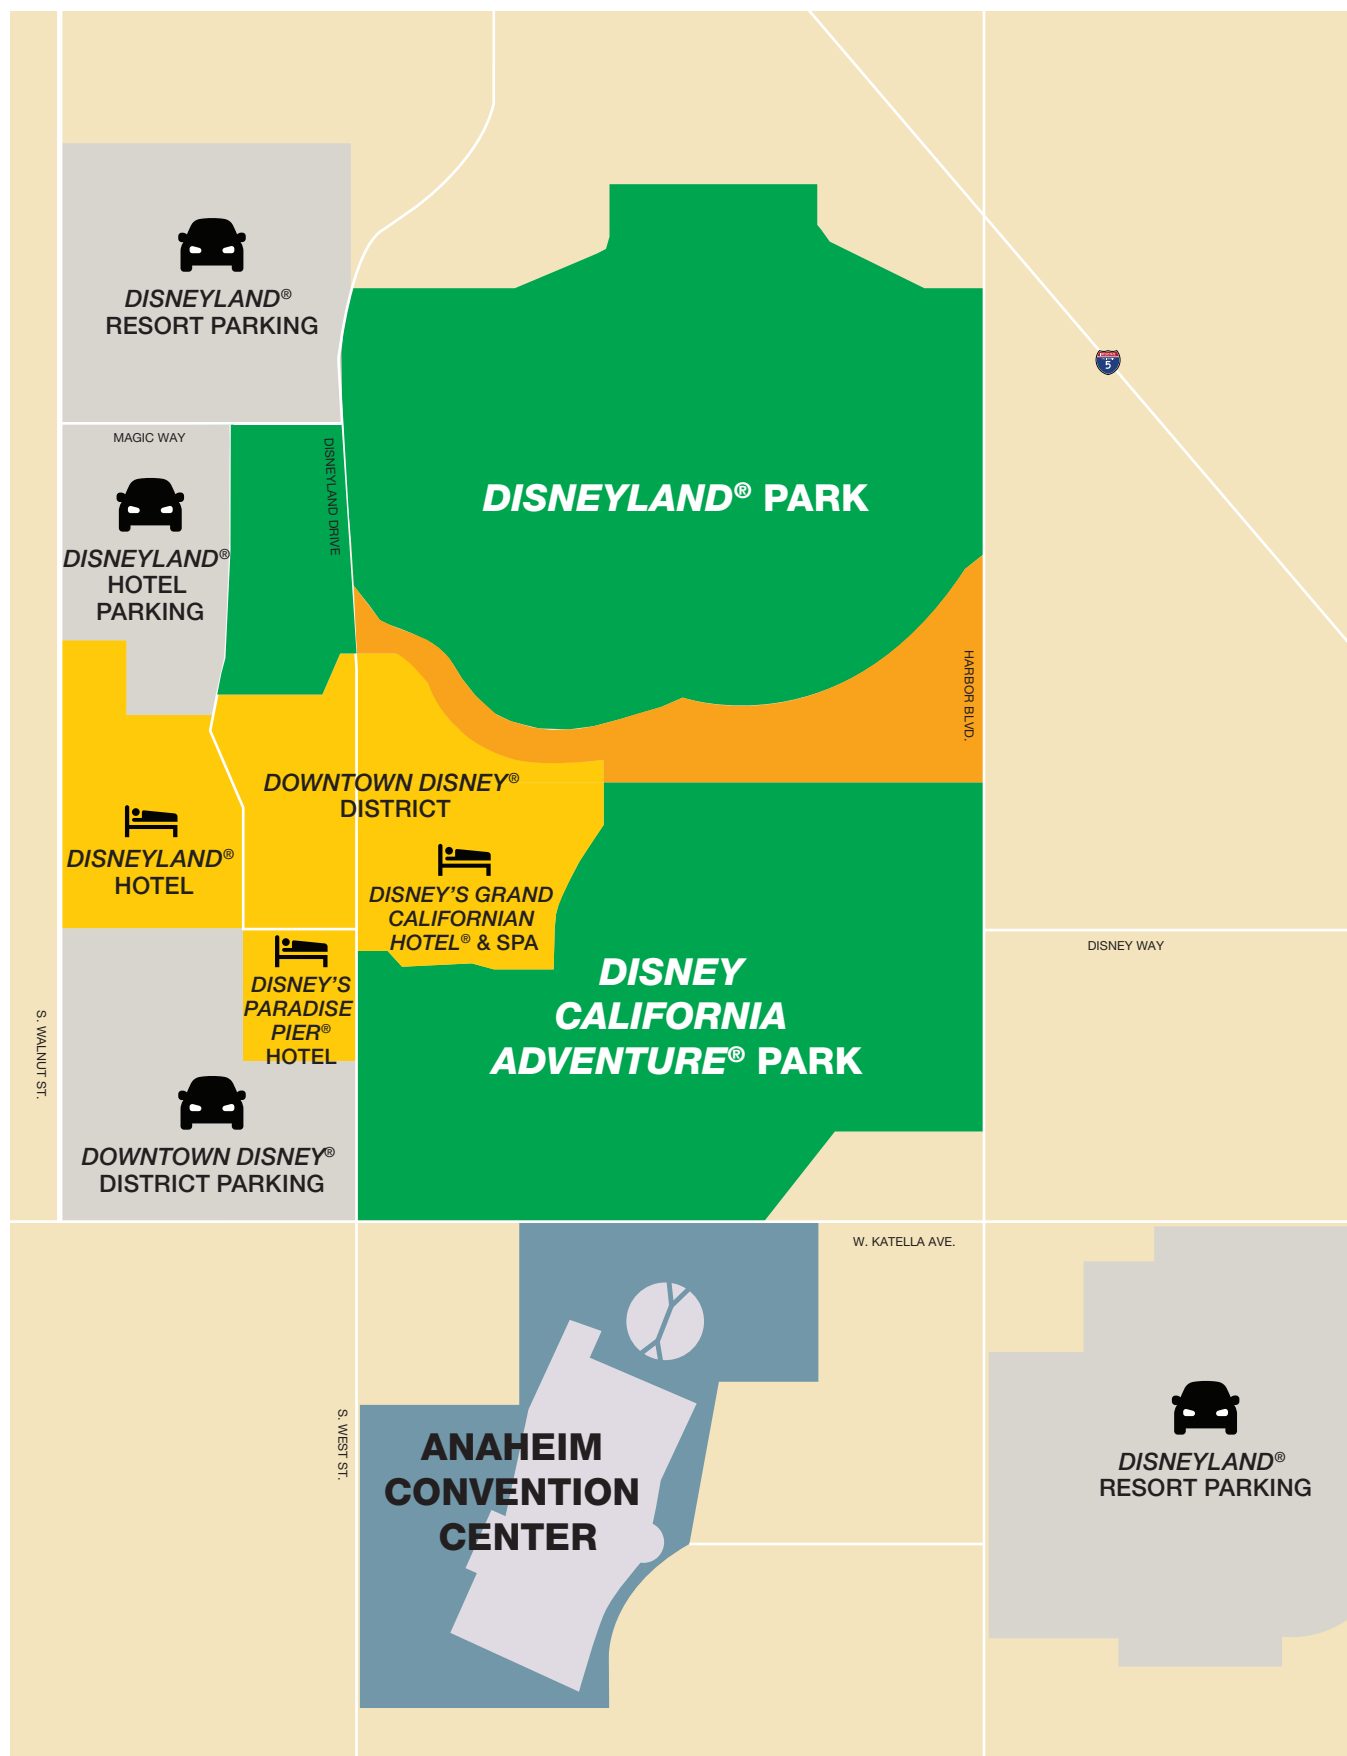 DISNEYLAND®
RESORT PARKING
5
MAGIC WAY
DISNEYLAND DRIVE
DISNEYLAND® PARK
DISNEYLAND®
HOTEL
PARKING
HARBOR BLVD.
DOWNTOWN DISNEY®
DISTRICT
DISNEYLAND®
HOTEL
DISNEY'S GRAND
CALIFORNIAN
HOTEL® & SPA
DISNEY WAY
DISNEY
CALIFORNIA
ADVENTURE® PARK
DISNEY'S
PARADISE
PIER®
HOTEL
S. WALNUT ST.
DOWNTOWN DISNEY®
DISTRICT PARKING
W. KATELLA AVE.
S. WEST ST.
ANAHEIM
CONVENTION
CENTER
DISNEYLAND®
RESORT PARKING